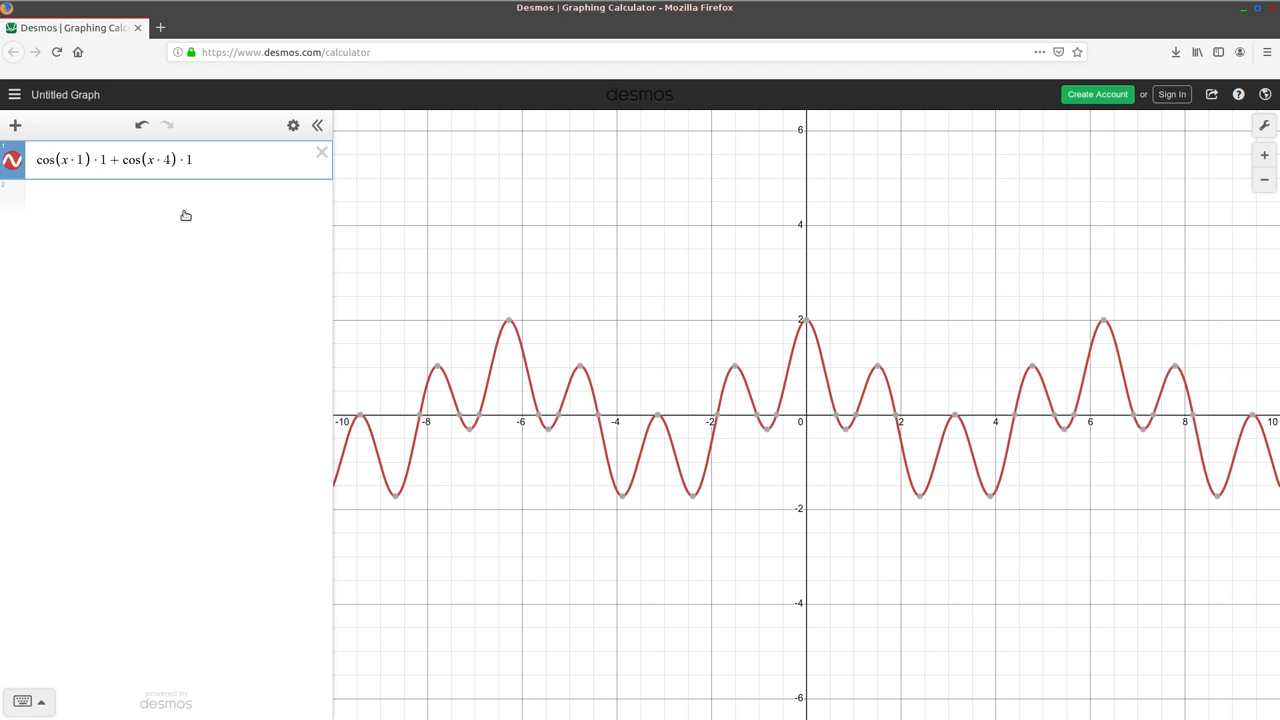 Desmos | Graphing Calculator - Mozilla Firefox
Desmos | Graphing Calc
https://www.desmos.com/calculator
Untitled Graph
desmos
Create Account or Sign In
1
cos(x·1)·1+cos(x·4)·1
2
6
4
2
-10 -8 -6 -4 -2 0 2 4 6 8 10
-2
-4
-6
powered by
desmos